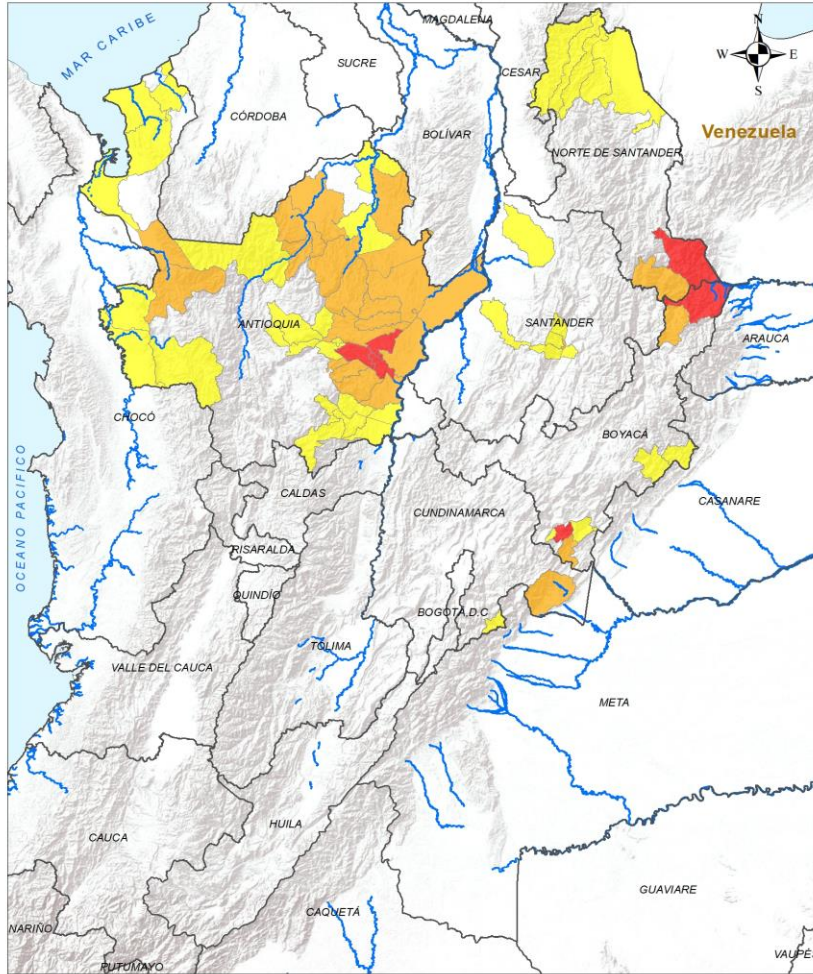 MAGDALENA
N
MAR CARIBE
SUCRE
CESAR
W
E
S
CÓRDOBA
BOLÍVAR
Venezuela
NORTE DE SANTANDER
ANTIOQUIA
SANTANDER
ARAUCA
CHOCÓ
BOYACÁ
OCEANO PACIFICO
CALDAS
CUNDINAMARCA
CASANARE
RISARALDA
QUINDÍO
BOGOTÁ,D.C
TOLIMA
VALLE DEL CAUCA
META
HUILA
CAUCA
GUAVIARE
CAQUETÁ
NARIÑO
PUTUMAYO
VAUPÉS